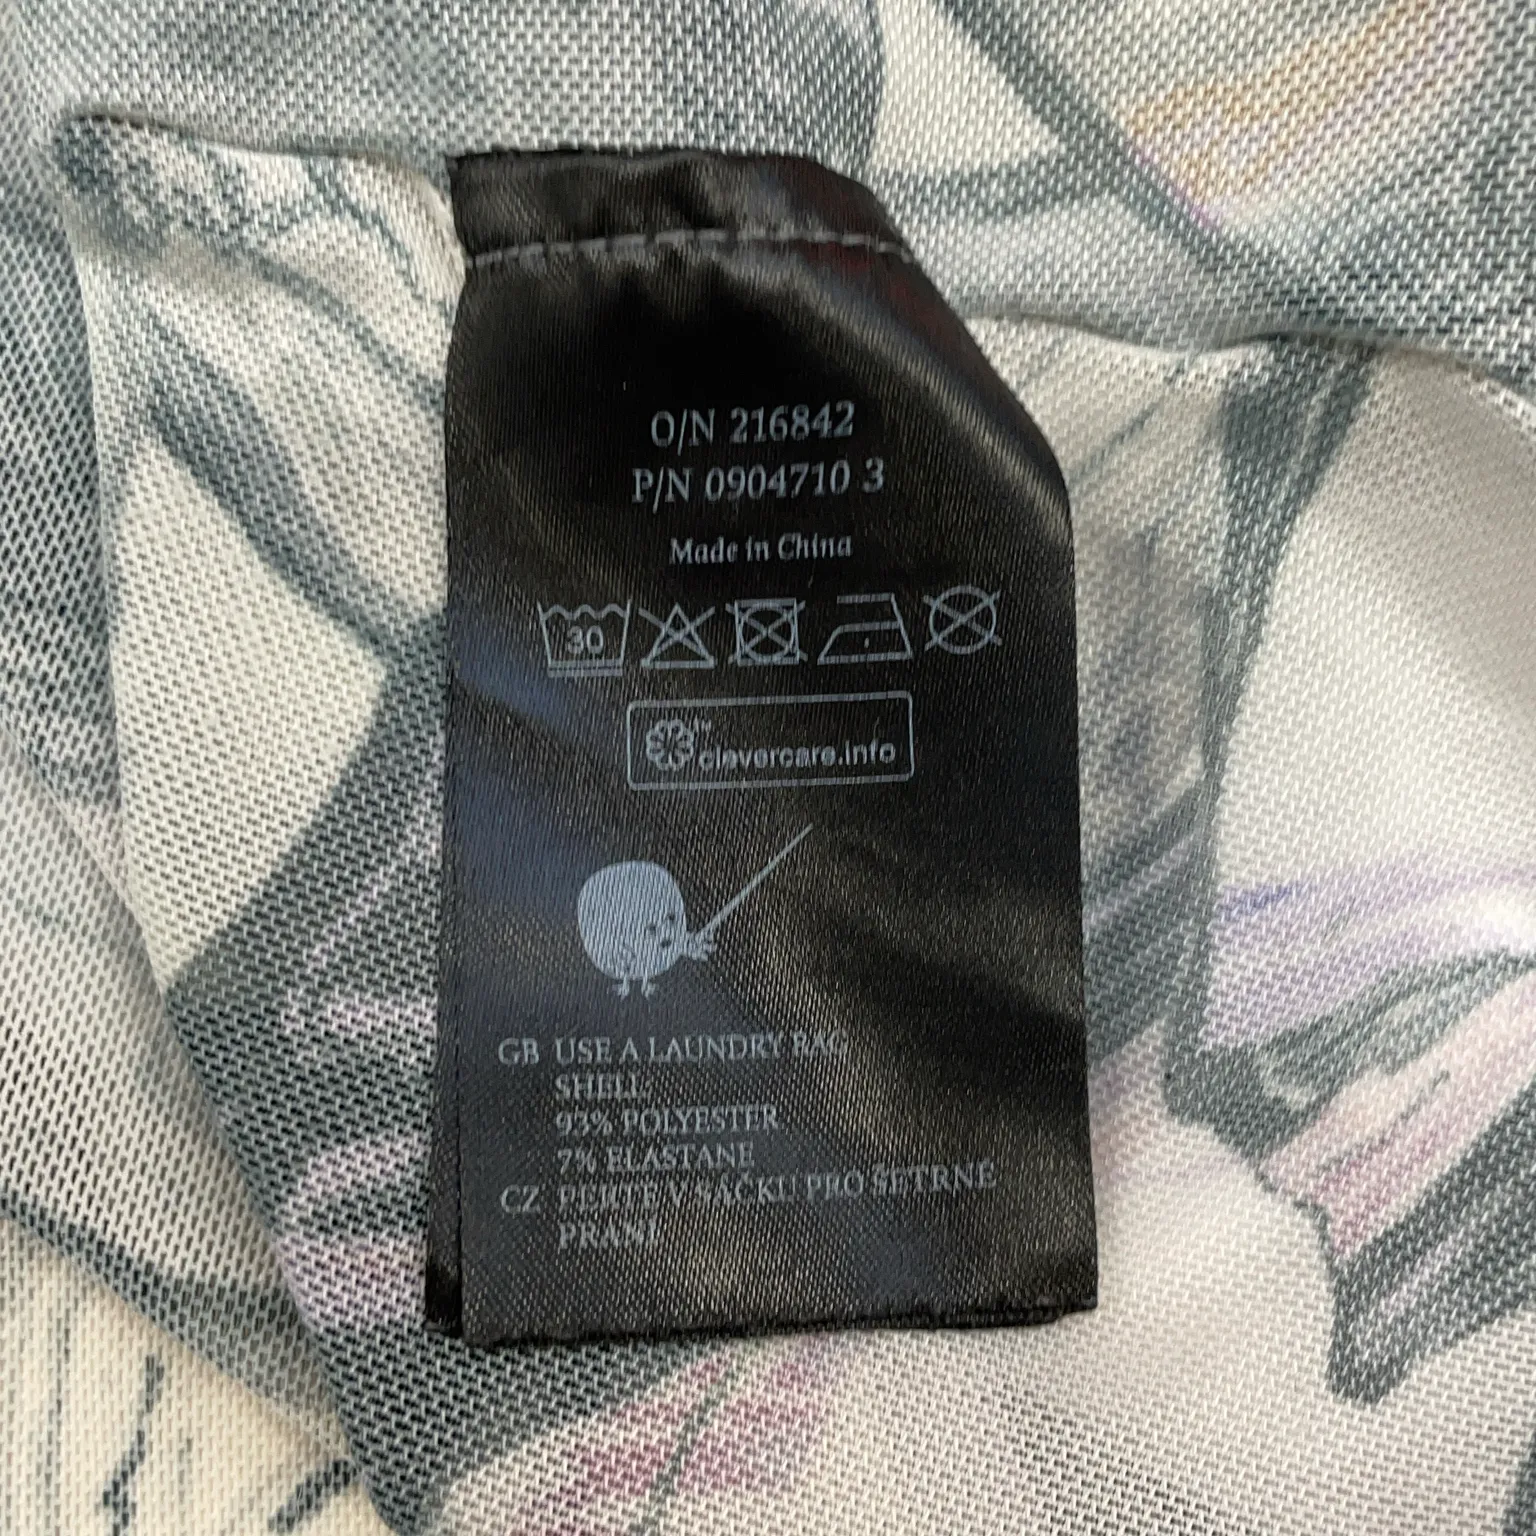 O/N 216842
P/N 0904710 3
Made in China
30
clevercare.info
GB USE A LAUNDRY BAG
SHELL:
93% POLYESTER
7% ELASTANE
CZ PERTE V SÁČKU PRO ŠETRNÉ
PRANÍ